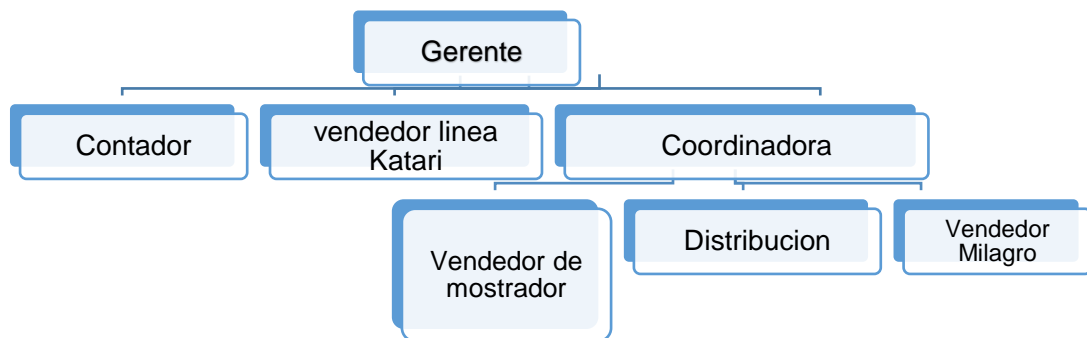 Gerente
Contador
vendedor linea
Katari
Coordinadora
Vendedor de
mostrador
Distribucion
Vendedor
Milagro